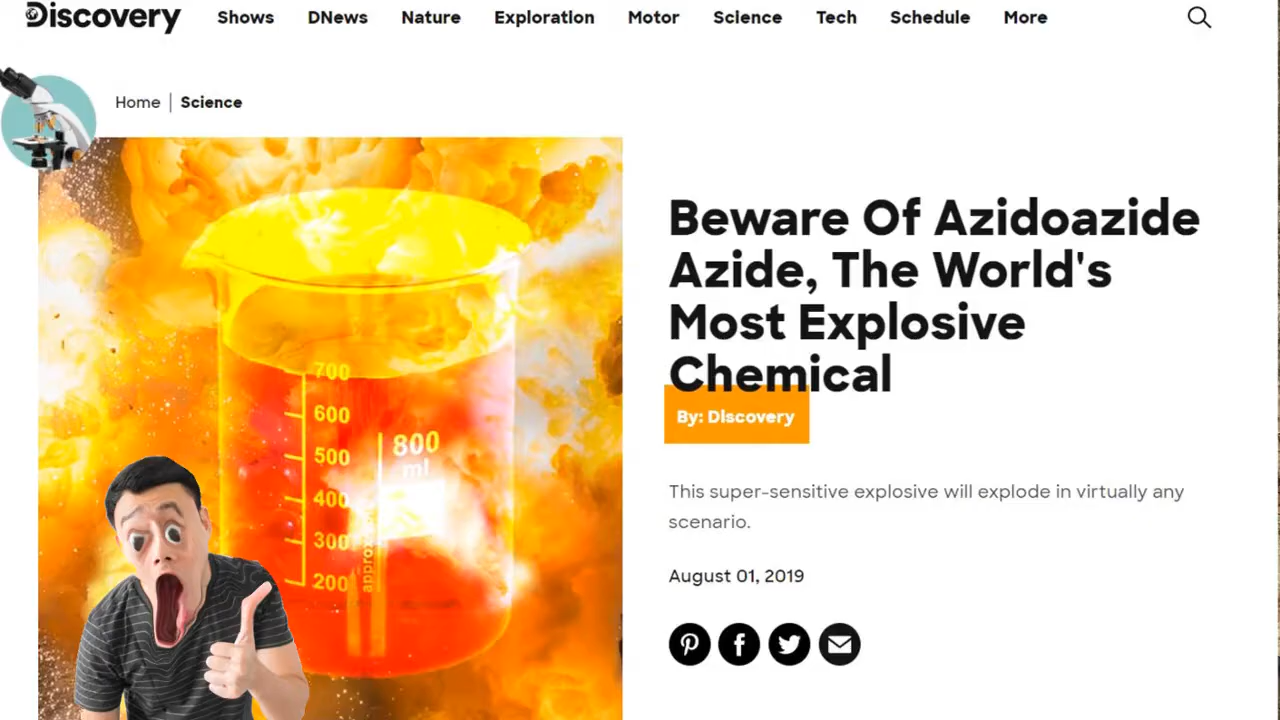 Discovery
Shows DNews Nature Exploration Motor Science Tech Schedule More
Home | Science
Beware Of Azidoazide
Azide, The World's
Most Explosive
Chemical
By: Discovery
This super-sensitive explosive will explode in virtually any
scenario.
August 01, 2019
700
600
500
400
300
200
800
ml
approx